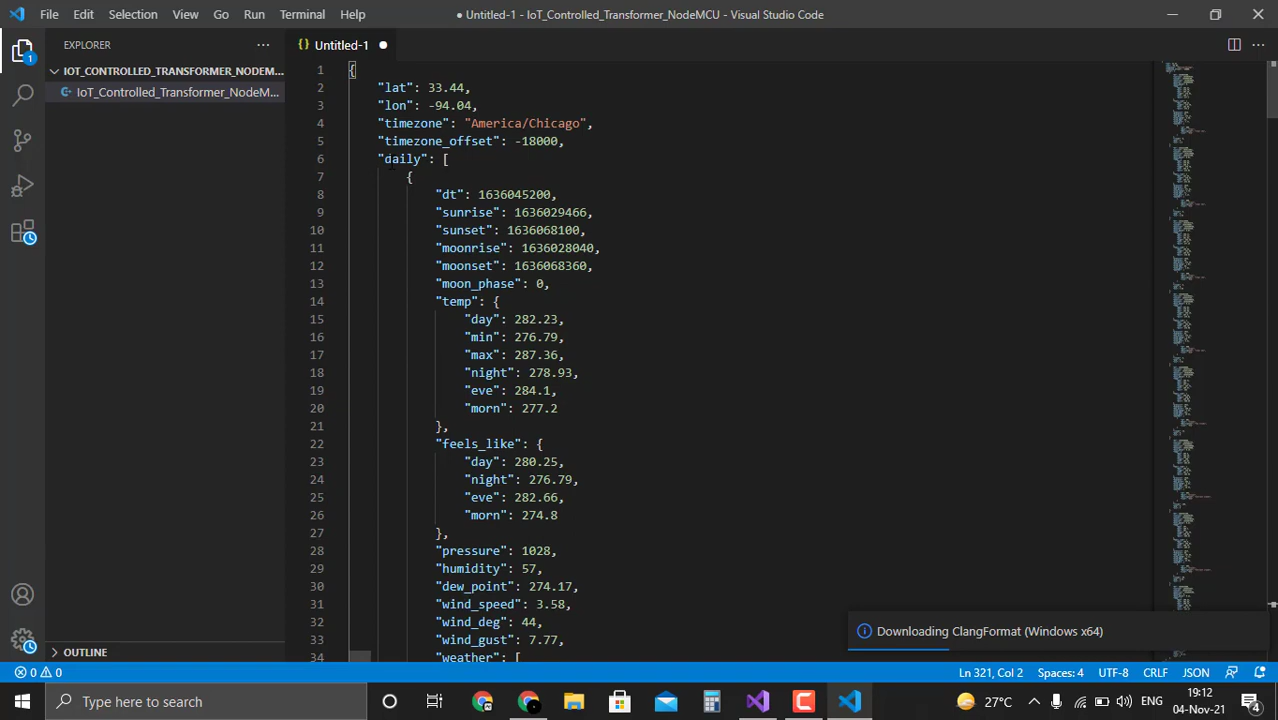 File Edit Selection View Go Run Terminal Help ● Untitled-1 - IoT_Controlled_Transformer_NodeMCU - Visual Studio Code
EXPLORER ...
{} Untitled-1 ●
IOT_CONTROLLED_TRANSFORMER_NODEM...
IoT_Controlled_Transformer_NodeM...
1
1 {
2 "lat": 33.44,
3 "lon": -94.04,
4 "timezone": "America/Chicago",
5 "timezone_offset": -18000,
6 "daily": [
7 {
8 "dt": 1636045200,
9 "sunrise": 1636029466,
10 "sunset": 1636068100,
11 "moonrise": 1636028040,
12 "moonset": 1636068360,
13 "moon_phase": 0,
14 "temp": {
15 "day": 282.23,
16 "min": 276.79,
17 "max": 287.36,
18 "night": 278.93,
19 "eve": 284.1,
20 "morn": 277.2
21 },
22 "feels_like": {
23 "day": 280.25,
24 "night": 276.79,
25 "eve": 282.66,
26 "morn": 274.8
27 },
28 "pressure": 1028,
29 "humidity": 57,
30 "dew_point": 274.17,
31 "wind_speed": 3.58,
32 "wind_deg": 44,
33 "wind_gust": 7.77,
34 "weather": [
Downloading ClangFormat (Windows x64)
OUTLINE
0 0 Ln 321, Col 2 Spaces: 4 UTF-8 CRLF JSON
Type here to search
27°C ENG 19:12
04-Nov-21
4